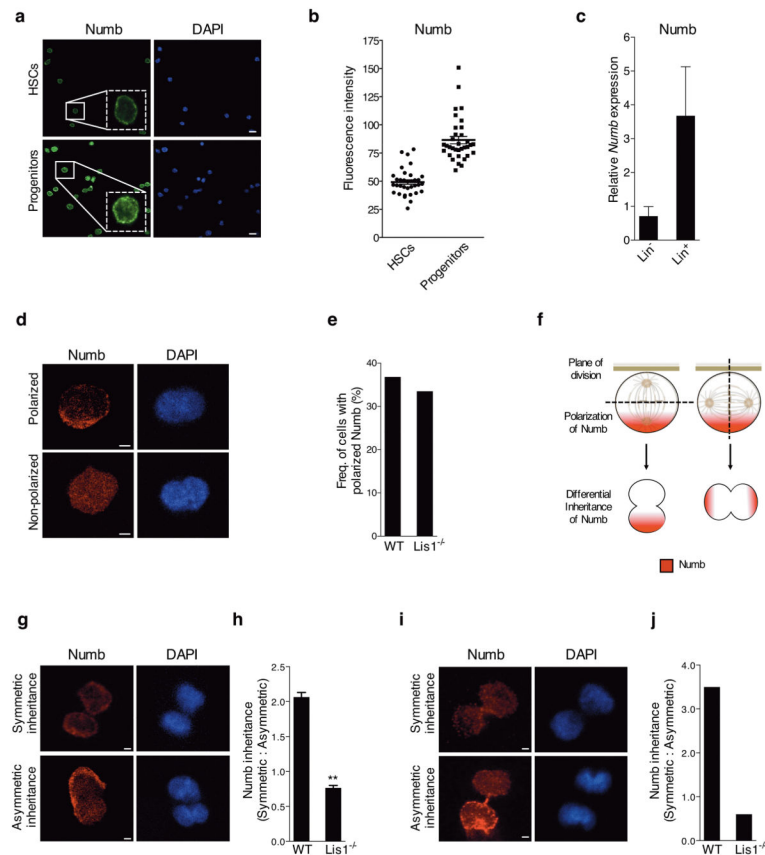 a
Numb
DAPI
HSCs
Progenitors
b
Numb
Fluorescence intensity
175
150
125
100
75
50
25
0
HSCs
Progenitors
c
Numb
Relative Numb expression
6
5
4
3
2
1
0
Lin-
Lin+
d
Numb
DAPI
Polarized
Non-polarized
e
Freq. of cells with
polarized Numb (%)
40
30
20
10
0
WT
Lis1-/-
f
Plane of
division
Polarization
of Numb
Differential
Inheritance
of Numb
Numb
g
Numb
DAPI
Symmetric
inheritance
Asymmetric
inheritance
h
Numb inheritance
(Symmetric : Asymmetric)
2.5
2.0
1.5
1.0
0.5
0
**
WT
Lis1-/-
i
Numb
DAPI
Symmetric
inheritance
Asymmetric
inheritance
j
Numb inheritance
(Symmetric : Asymmetric)
4.0
3.0
2.0
1.0
0
WT
Lis1-/-